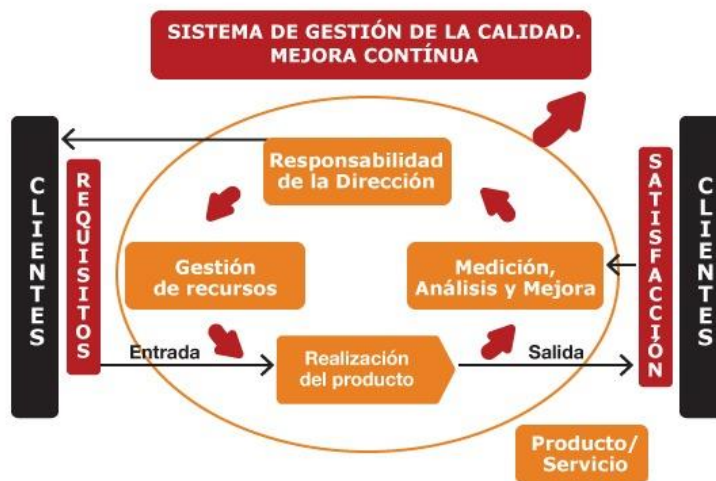 SISTEMA DE GESTIÓN DE LA CALIDAD.
MEJORA CONTÍNUA
CLIENTES
REQUISITOS
Responsabilidad
de la Dirección
SATISFACCIÓN
CLIENTES
Gestión
de recursos
Medición,
Análisis y Mejora
Entrada
Realización
del producto
Salida
Producto/
Servicio